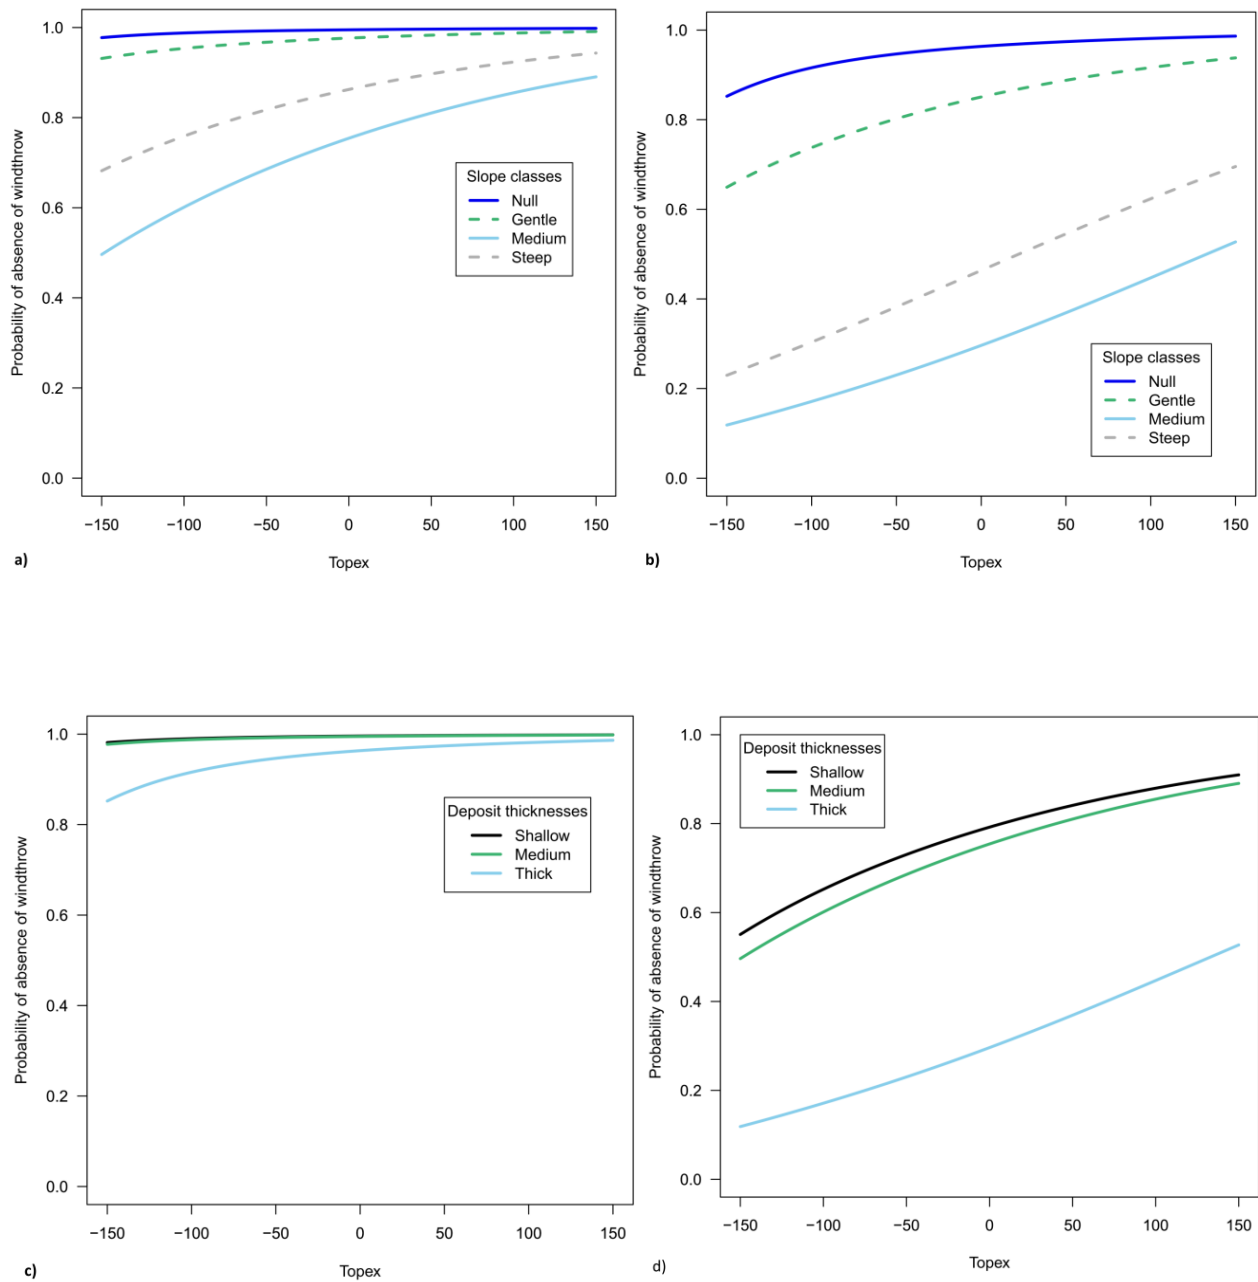 Probability of absence of windthrow
1.0
0.8
0.6
0.4
0.2
0.0
Slope classes
Null
Gentle
Medium
Steep
−150 −100 −50 0 50 100 150
Topex
a)
Probability of absence of windthrow
1.0
0.8
0.6
0.4
0.2
0.0
Slope classes
Null
Gentle
Medium
Steep
−150 −100 −50 0 50 100 150
Topex
b)
Probability of absence of windthrow
1.0
0.8
0.6
0.4
0.2
0.0
Deposit thicknesses
Shallow
Medium
Thick
−150 −100 −50 0 50 100 150
Topex
c)
Probability of absence of windthrow
1.0
0.8
0.6
0.4
0.2
0.0
Deposit thicknesses
Shallow
Medium
Thick
−150 −100 −50 0 50 100 150
Topex
d)